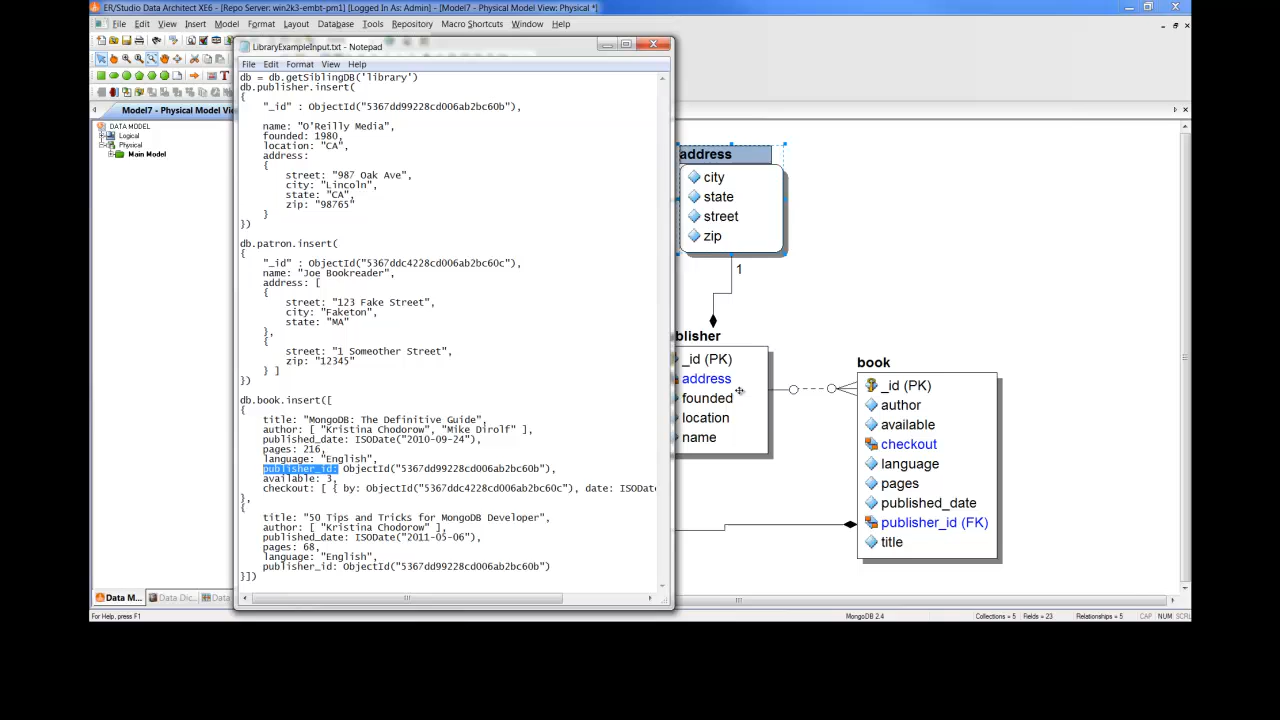 ER/Studio Data Architect XE6 - [Repo Server: win2k3-embt-pm1] [Logged In As: Admin] - [Model7 - Physical Model View: Physical *]
File Edit View Insert Model Format Layout Database Tools Repository Macro Shortcuts Window Help
Model7 - Physical Model Vie
DATA MODEL
Logical
Physical
Main Model
Data M...
Data Dic...
Data
LibraryExampleInput.txt - Notepad
File Edit Format View Help
db = db.getSiblingDB('library')
db.publisher.insert(
{
"_id" : ObjectId("5367dd99228cd006ab2bc60b"),
name: "O'Reilly Media",
founded: 1980,
location: "CA",
address:
{
street: "987 Oak Ave",
city: "Lincoln",
state: "CA",
zip: "98765"
}
})
db.patron.insert(
{
"_id" : ObjectId("5367ddc4228cd006ab2bc60c"),
name: "Joe Bookreader",
address: [
{
street: "123 Fake Street",
city: "Faketon",
state: "MA"
},
{
street: "1 Someother Street",
zip: "12345"
} ]
})
db.book.insert([
{
title: "MongoDB: The Definitive Guide",
author: [ "Kristina Chodorow", "Mike Dirolf" ],
published_date: ISODate("2010-09-24"),
pages: 216,
language: "English",
publisher_id: ObjectId("5367dd99228cd006ab2bc60b"),
available: 3,
checkout: [ { by: ObjectId("5367ddc4228cd006ab2bc60c"), date: ISODate
},
{
title: "50 Tips and Tricks for MongoDB Developer",
author: [ "Kristina Chodorow" ],
published_date: ISODate("2011-05-06"),
pages: 68,
language: "English",
publisher_id: ObjectId("5367dd99228cd006ab2bc60b")
}])
address
city
state
street
zip
1
blisher
_id (PK)
address
founded
location
name
book
_id (PK)
author
available
checkout
language
pages
published_date
publisher_id (FK)
title
For Help, press F1
MongoDB 2.4
Collections = 5 Fields = 23 Relationships = 5 CAP NUM SCRL